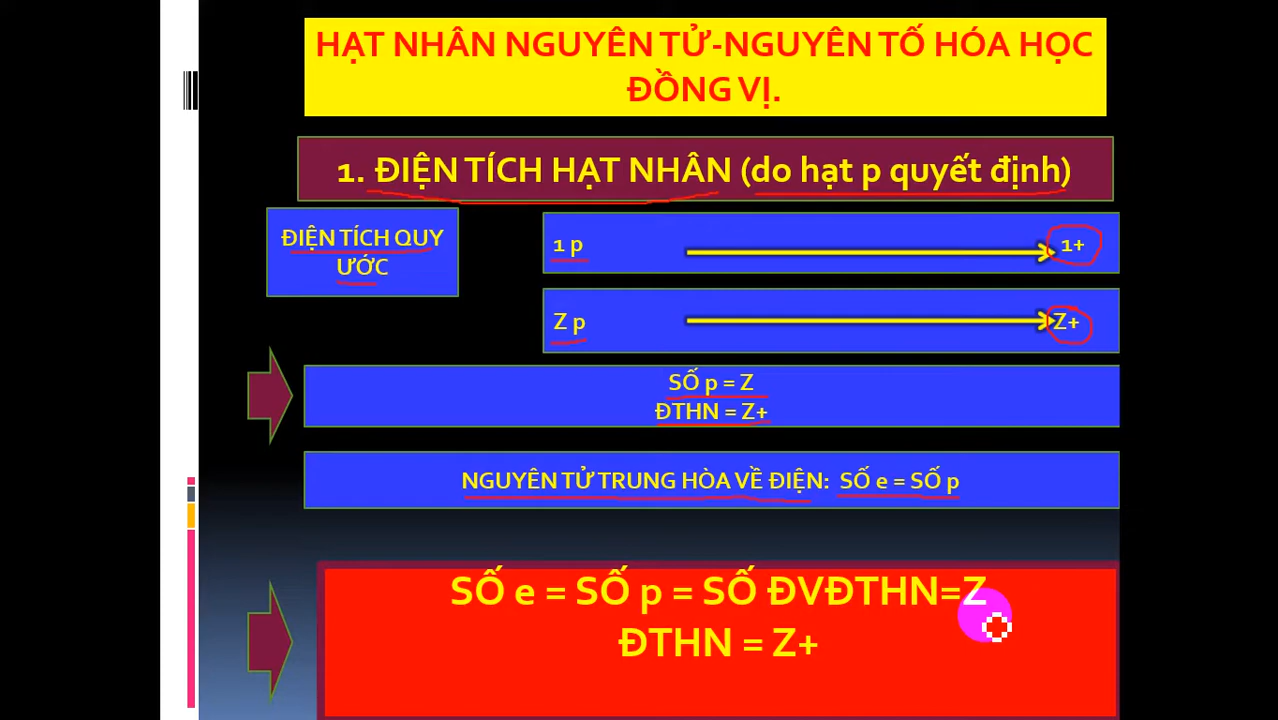 HẠT NHÂN NGUYÊN TỬ-NGUYÊN TỐ HÓA HỌC
ĐỒNG VỊ.
1. ĐIỆN TÍCH HẠT NHÂN (do hạt p quyết định)
ĐIỆN TÍCH QUY
ƯỚC
1 p 1+
Z p Z+
SỐ p = Z
ĐTHN = Z+
NGUYÊN TỬ TRUNG HÒA VỀ ĐIỆN: SỐ e = SỐ p
SỐ e = SỐ p = SỐ ĐVĐTHN=Z
ĐTHN = Z+